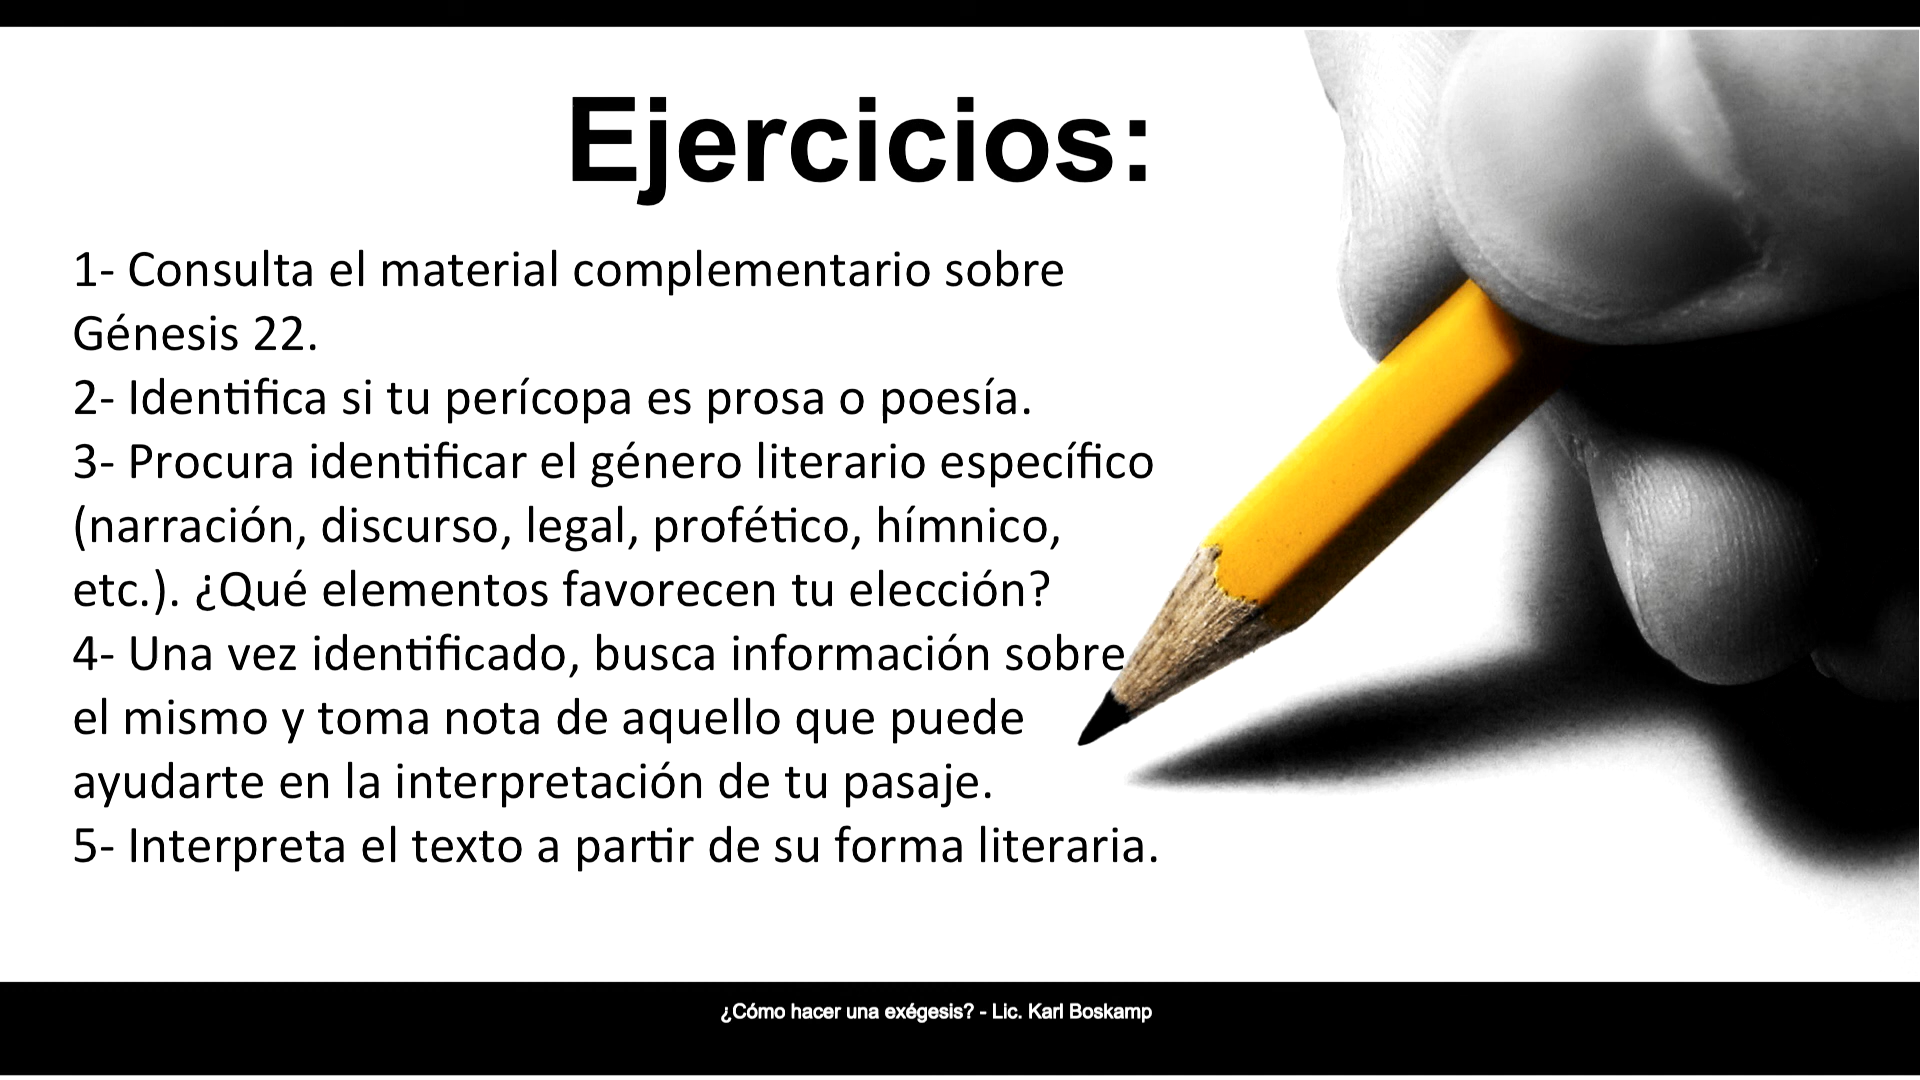 Ejercicios:
1- Consulta el material complementario sobre
Génesis 22.
2- Identifica si tu perícopa es prosa o poesía.
3- Procura identificar el género literario específico
(narración, discurso, legal, profético, hímnico,
etc.). ¿Qué elementos favorecen tu elección?
4- Una vez identificado, busca información sobre
el mismo y toma nota de aquello que puede
ayudarte en la interpretación de tu pasaje.
5- Interpreta el texto a partir de su forma literaria.
¿Cómo hacer una exégesis? - Lic. Karl Boskamp